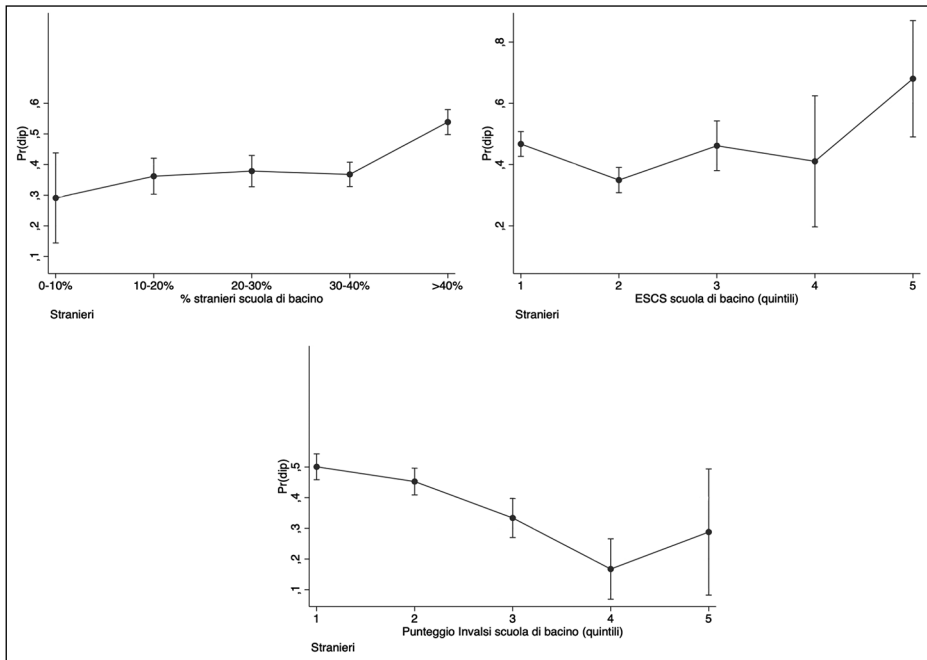 Pr(dip)
,6
,5
,4
,3
,2
,1
0-10% 10-20% 20-30% 30-40% >40%
% stranieri scuola di bacino
Stranieri
Pr(dip)
,8
,6
,4
,2
1 2 3 4 5
ESCS scuola di bacino (quintili)
Stranieri
Pr(dip)
,5
,4
,3
,2
,1
1 2 3 4 5
Punteggio Invalsi scuola di bacino (quintili)
Stranieri